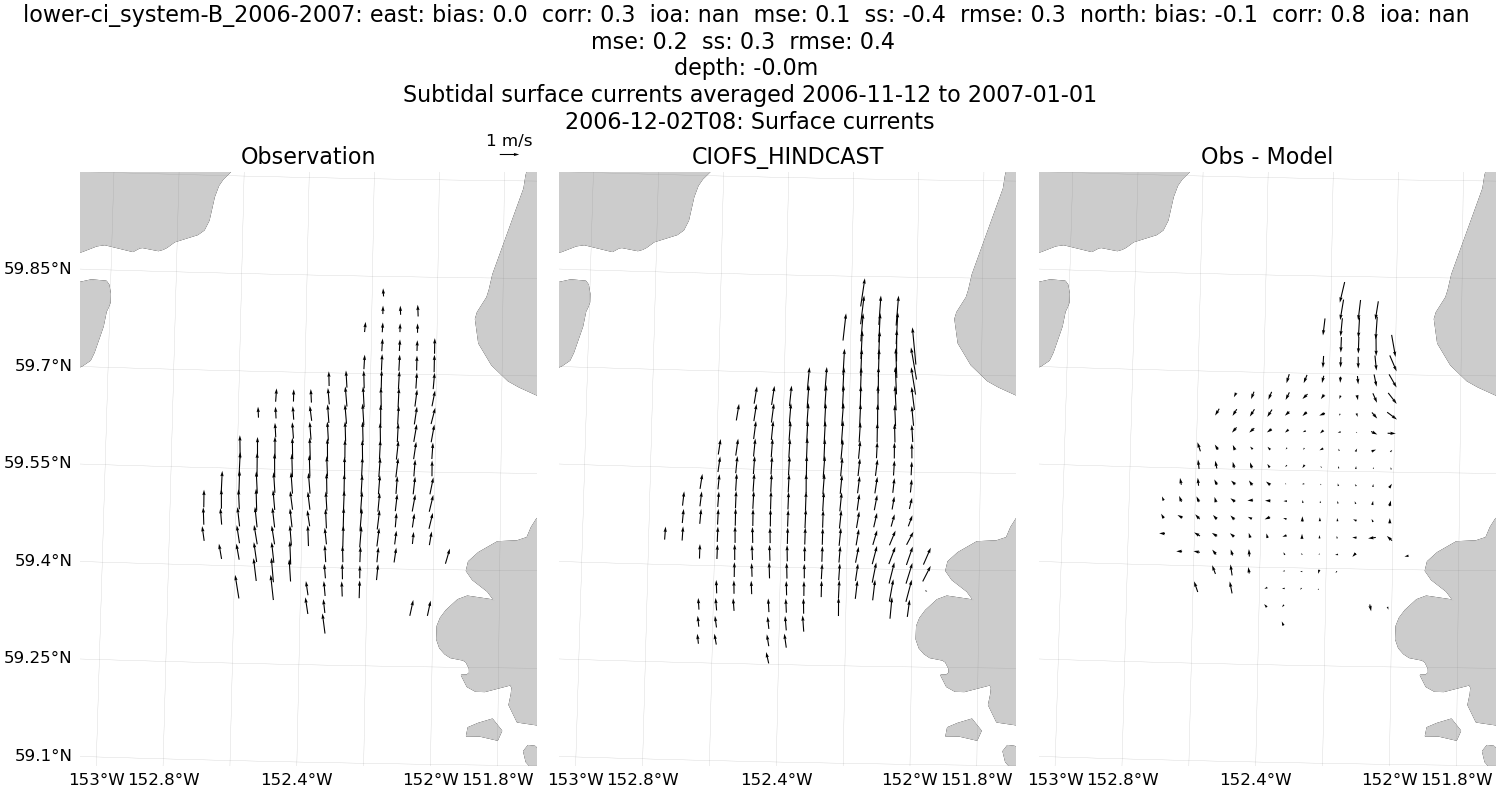 lower-ci_system-B_2006-2007: east: bias: 0.0 corr: 0.3 ioa: nan mse: 0.1 ss: -0.4 rmse: 0.3 north: bias: -0.1 corr: 0.8 ioa: nan
mse: 0.2 ss: 0.3 rmse: 0.4
depth: -0.0m
Subtidal surface currents averaged 2006-11-12 to 2007-01-01
2006-12-02T08: Surface currents
1 m/s
Observation
CIOFS_HINDCAST
Obs - Model
59.85°N
59.7°N
59.55°N
59.4°N
59.25°N
59.1°N
153°W 152.8°W 152.4°W 152°W 151.8°W
153°W 152.8°W 152.4°W 152°W 151.8°W
153°W 152.8°W 152.4°W 152°W 151.8°W